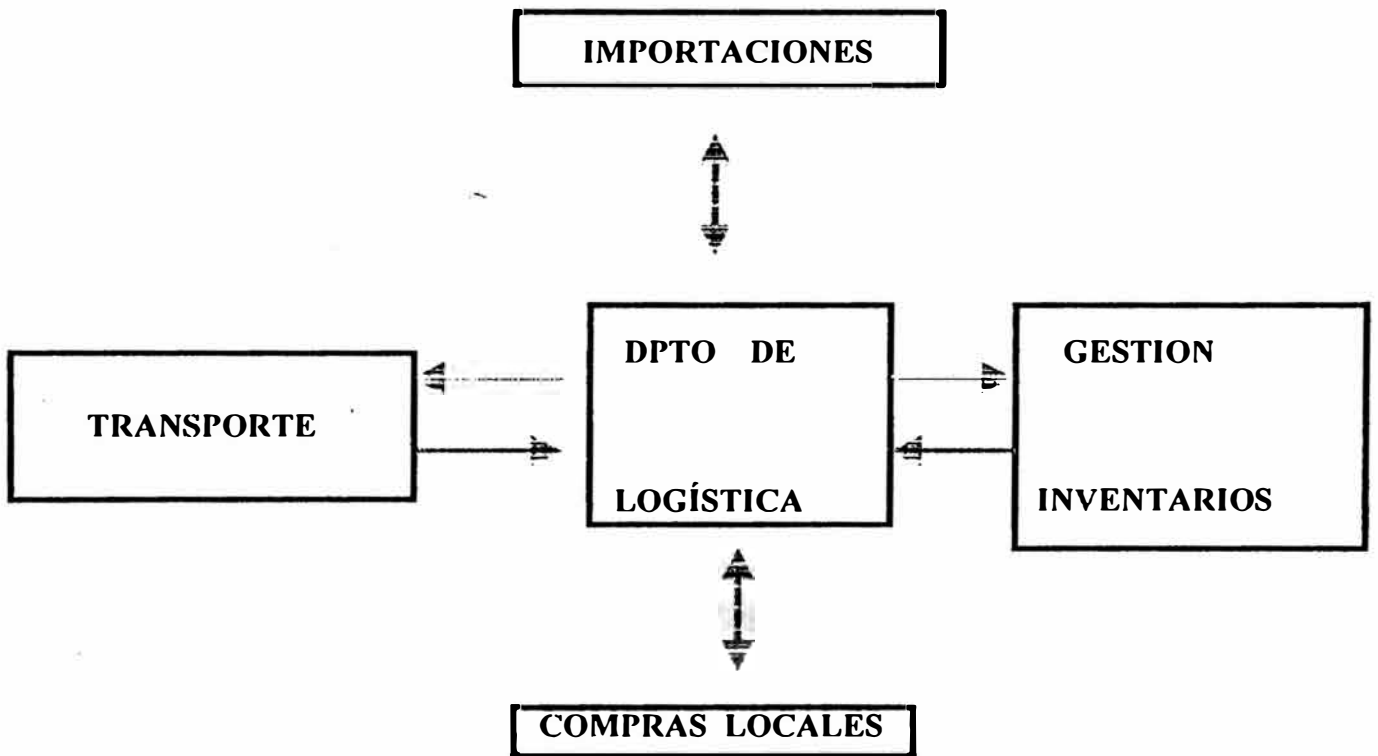 IMPORTACIONES
DPTO DE
LOGÍSTICA
GESTION
INVENTARIOS
TRANSPORTE
COMPRAS LOCALES